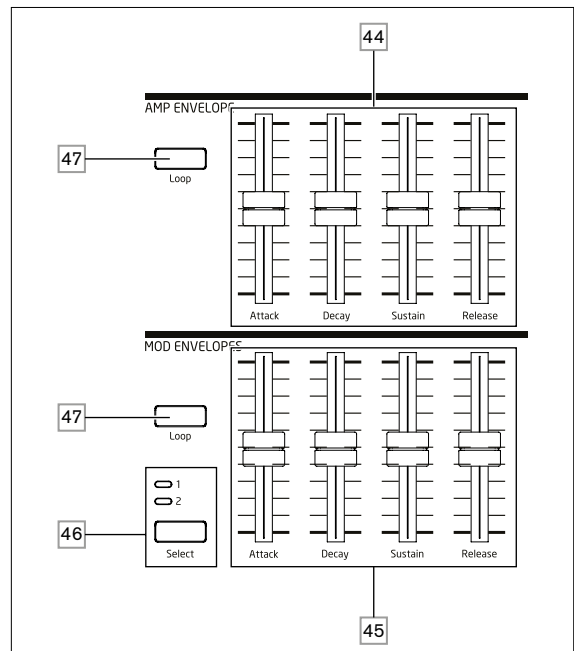 44
AMP ENVELOPE
47
Loop
Attack Decay Sustain Release
MOD ENVELOPES
47
Loop
1
2
46
Select
Attack Decay Sustain Release
45